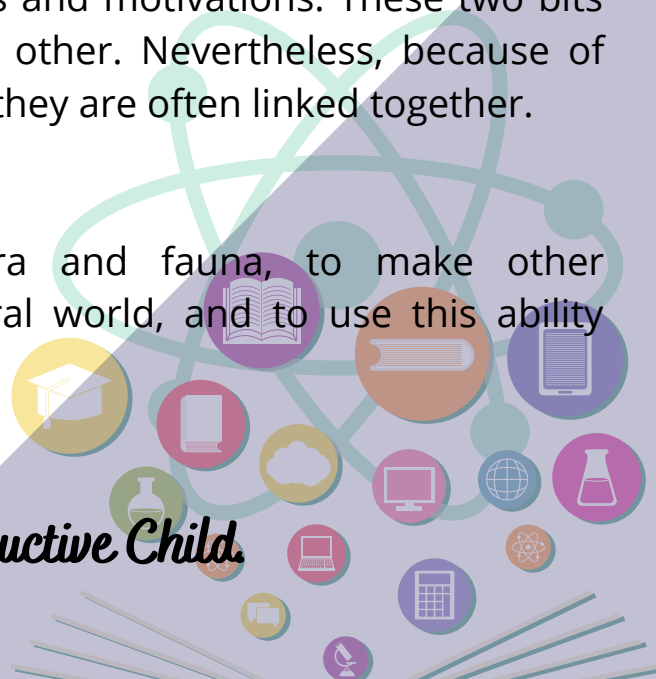 s and motivations. These two bits
other. Nevertheless, because of
they are often linked together.
ra and fauna, to make other
ral world, and to use this ability
uctive Child.